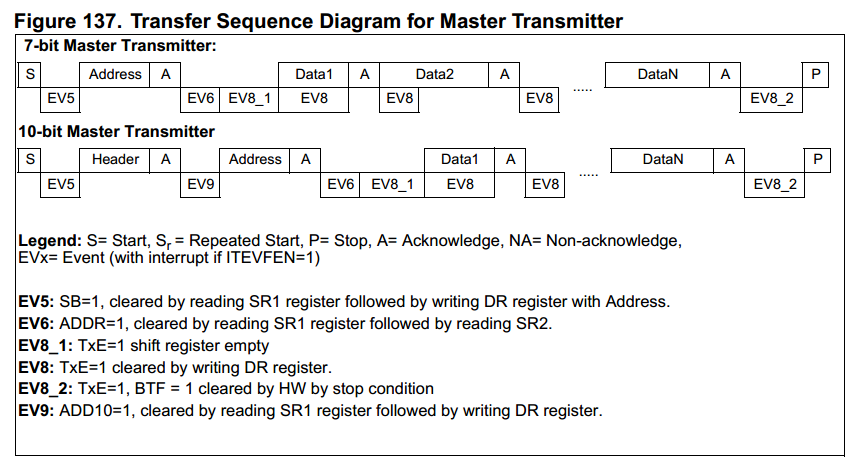 Figure 137. Transfer Sequence Diagram for Master Transmitter
7-bit Master Transmitter:
S Address A Data1 A Data2 A ..... DataN A P
EV5 EV6 EV8_1 EV8 EV8 EV8 EV8_2
10-bit Master Transmitter
S Header A Address A Data1 A ..... DataN A P
EV5 EV9 EV6 EV8_1 EV8 EV8 EV8_2
Legend: S= Start, Sr = Repeated Start, P= Stop, A= Acknowledge, NA= Non-acknowledge,
EVx= Event (with interrupt if ITEVFEN=1)
EV5: SB=1, cleared by reading SR1 register followed by writing DR register with Address.
EV6: ADDR=1, cleared by reading SR1 register followed by reading SR2.
EV8_1: TxE=1 shift register empty
EV8: TxE=1 cleared by writing DR register.
EV8_2: TxE=1, BTF = 1 cleared by HW by stop condition
EV9: ADD10=1, cleared by reading SR1 register followed by writing DR register.